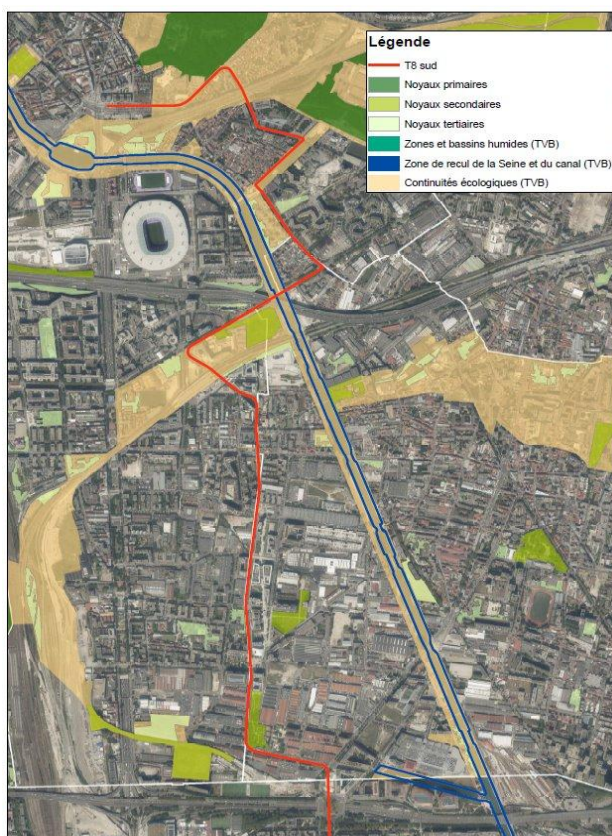 Légende
T8 sud
Noyaux primaires
Noyaux secondaires
Noyaux tertiaires
Zones et bassins humides (TVB)
Zone de recul de la Seine et du canal (TVB)
Continuités écologiques (TVB)